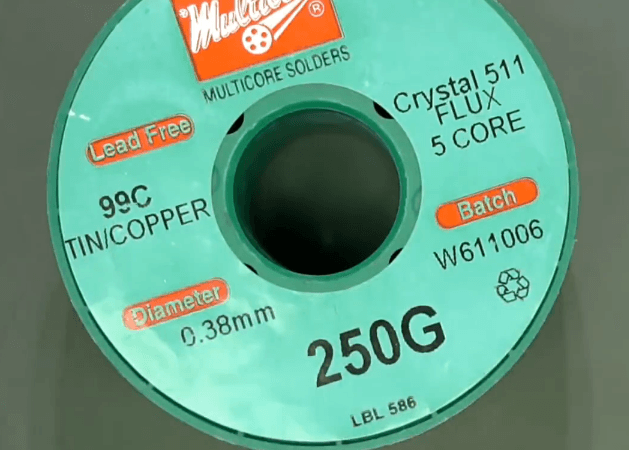 Multicore ®
MULTICORE SOLDERS
Crystal 511
FLUX
5 CORE
Lead Free
99C
TIN/COPPER
Batch
W611006
Diameter
0.38mm
250G
LBL 586